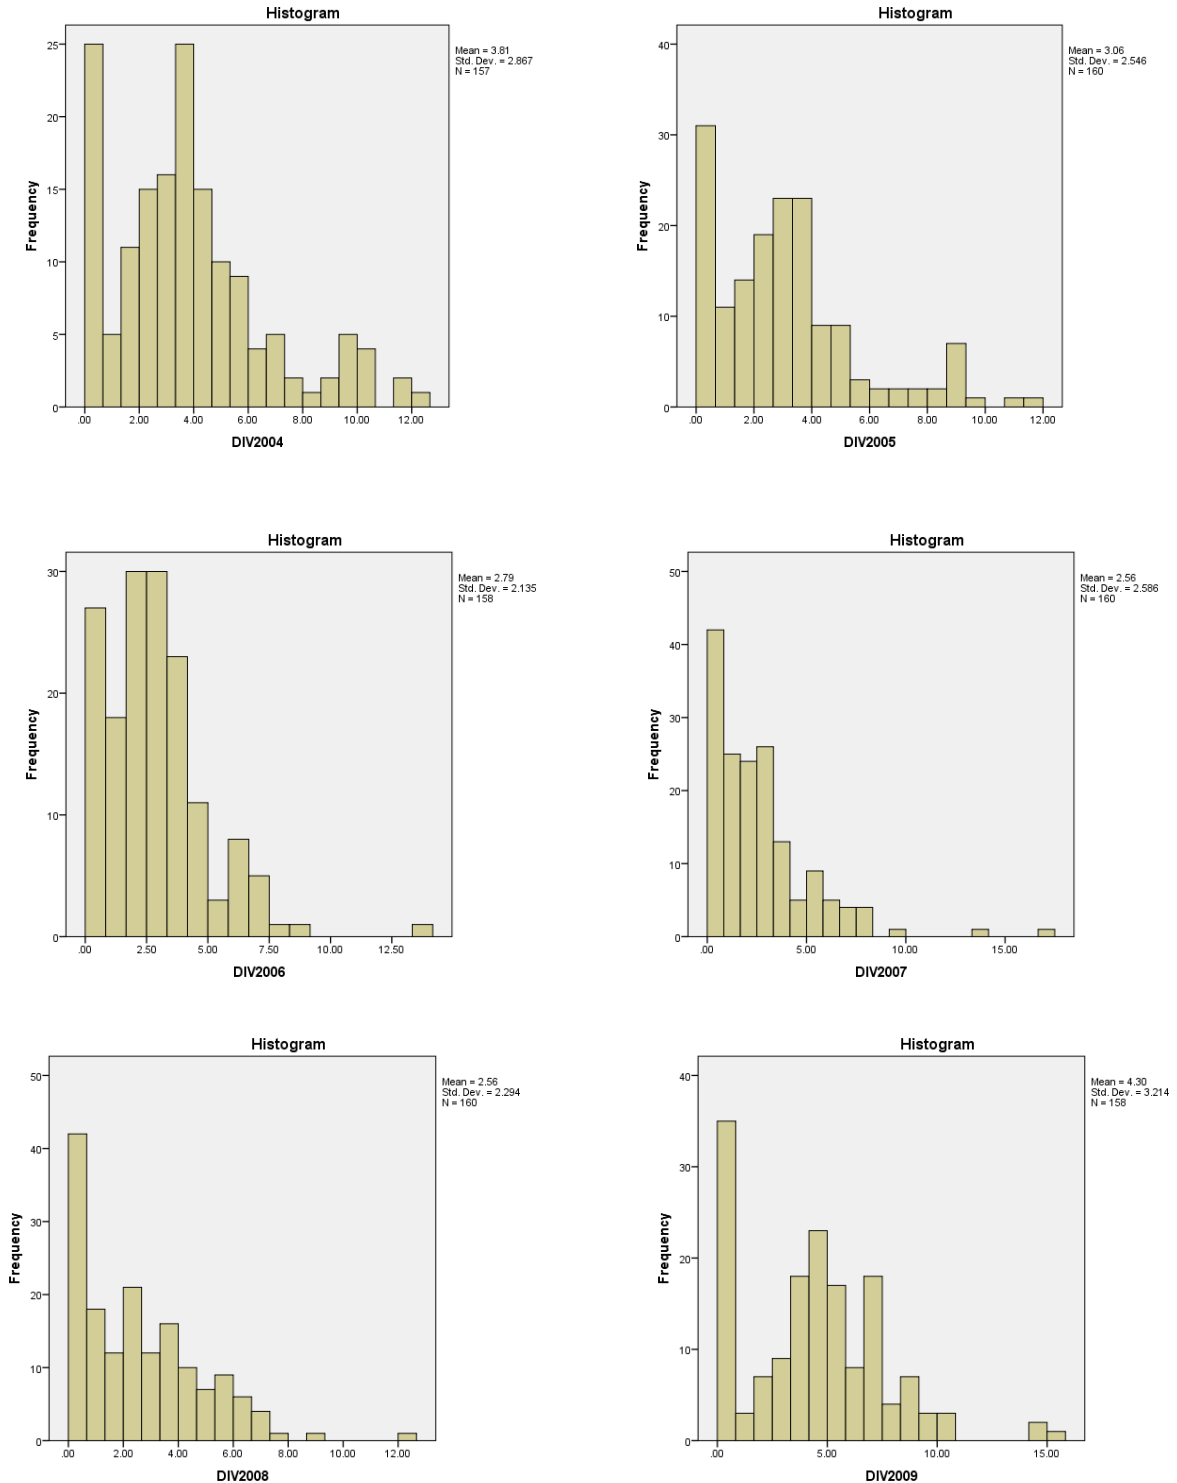 Histogram
Mean = 3.81
Std. Dev. = 2.867
N = 157
25
20
15
10
5
0
Frequency
.00 2.00 4.00 6.00 8.00 10.00 12.00
DIV2004
Histogram
Mean = 3.06
Std. Dev. = 2.546
N = 160
40
30
20
10
0
Frequency
.00 2.00 4.00 6.00 8.00 10.00 12.00
DIV2005
Histogram
Mean = 2.79
Std. Dev. = 2.135
N = 158
30
20
10
0
Frequency
.00 2.50 5.00 7.50 10.00 12.50
DIV2006
Histogram
Mean = 2.56
Std. Dev. = 2.586
N = 160
50
40
30
20
10
0
Frequency
.00 5.00 10.00 15.00
DIV2007
Histogram
Mean = 2.56
Std. Dev. = 2.294
N = 160
50
40
30
20
10
0
Frequency
.00 2.00 4.00 6.00 8.00 10.00 12.00
DIV2008
Histogram
Mean = 4.30
Std. Dev. = 3.214
N = 158
40
30
20
10
0
Frequency
.00 5.00 10.00 15.00
DIV2009